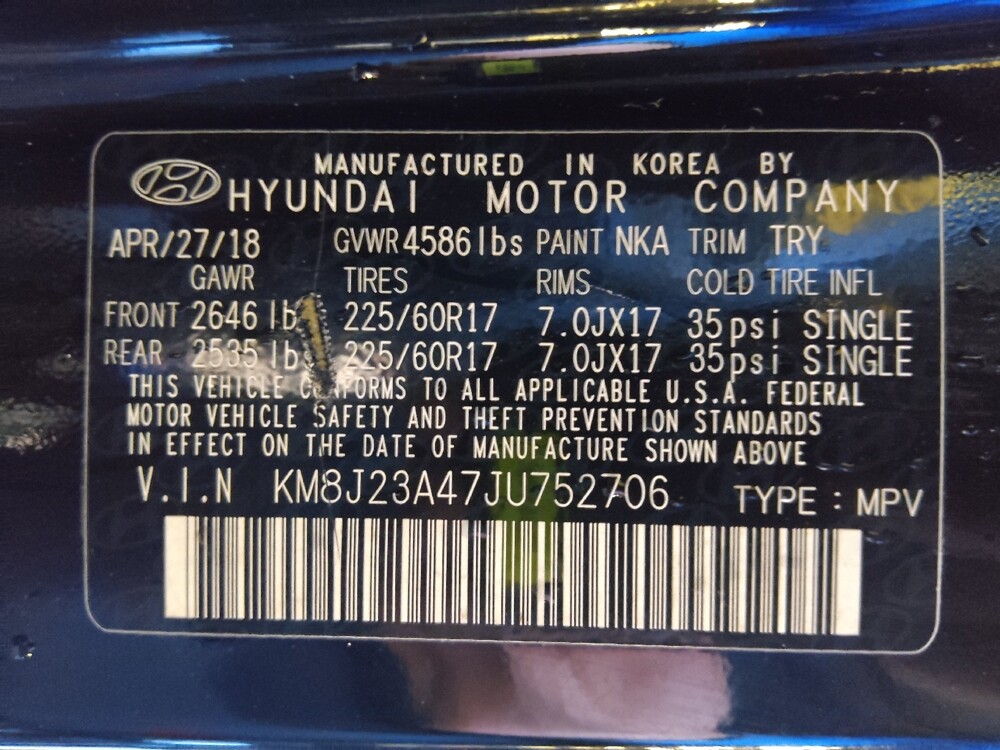 MANUFACTURED IN KOREA BY
HYUNDAI MOTOR COMPANY
APR/27/18 GVWR 4586lbs PAINT NKA TRIM TRY
GAWR TIRES RIMS COLD TIRE INFL
FRONT 2646 lb 225/60R17 7.0JX17 35psi SINGLE
REAR 2535 lbs 225/60R17 7.0JX17 35psi SINGLE
THIS VEHICLE CONFORMS TO ALL APPLICABLE U.S.A. FEDERAL
MOTOR VEHICLE SAFETY AND THEFT PREVENTION STANDARDS
IN EFFECT ON THE DATE OF MANUFACTURE SHOWN ABOVE
V.I.N KM8J23A47JU752706 TYPE : MPV